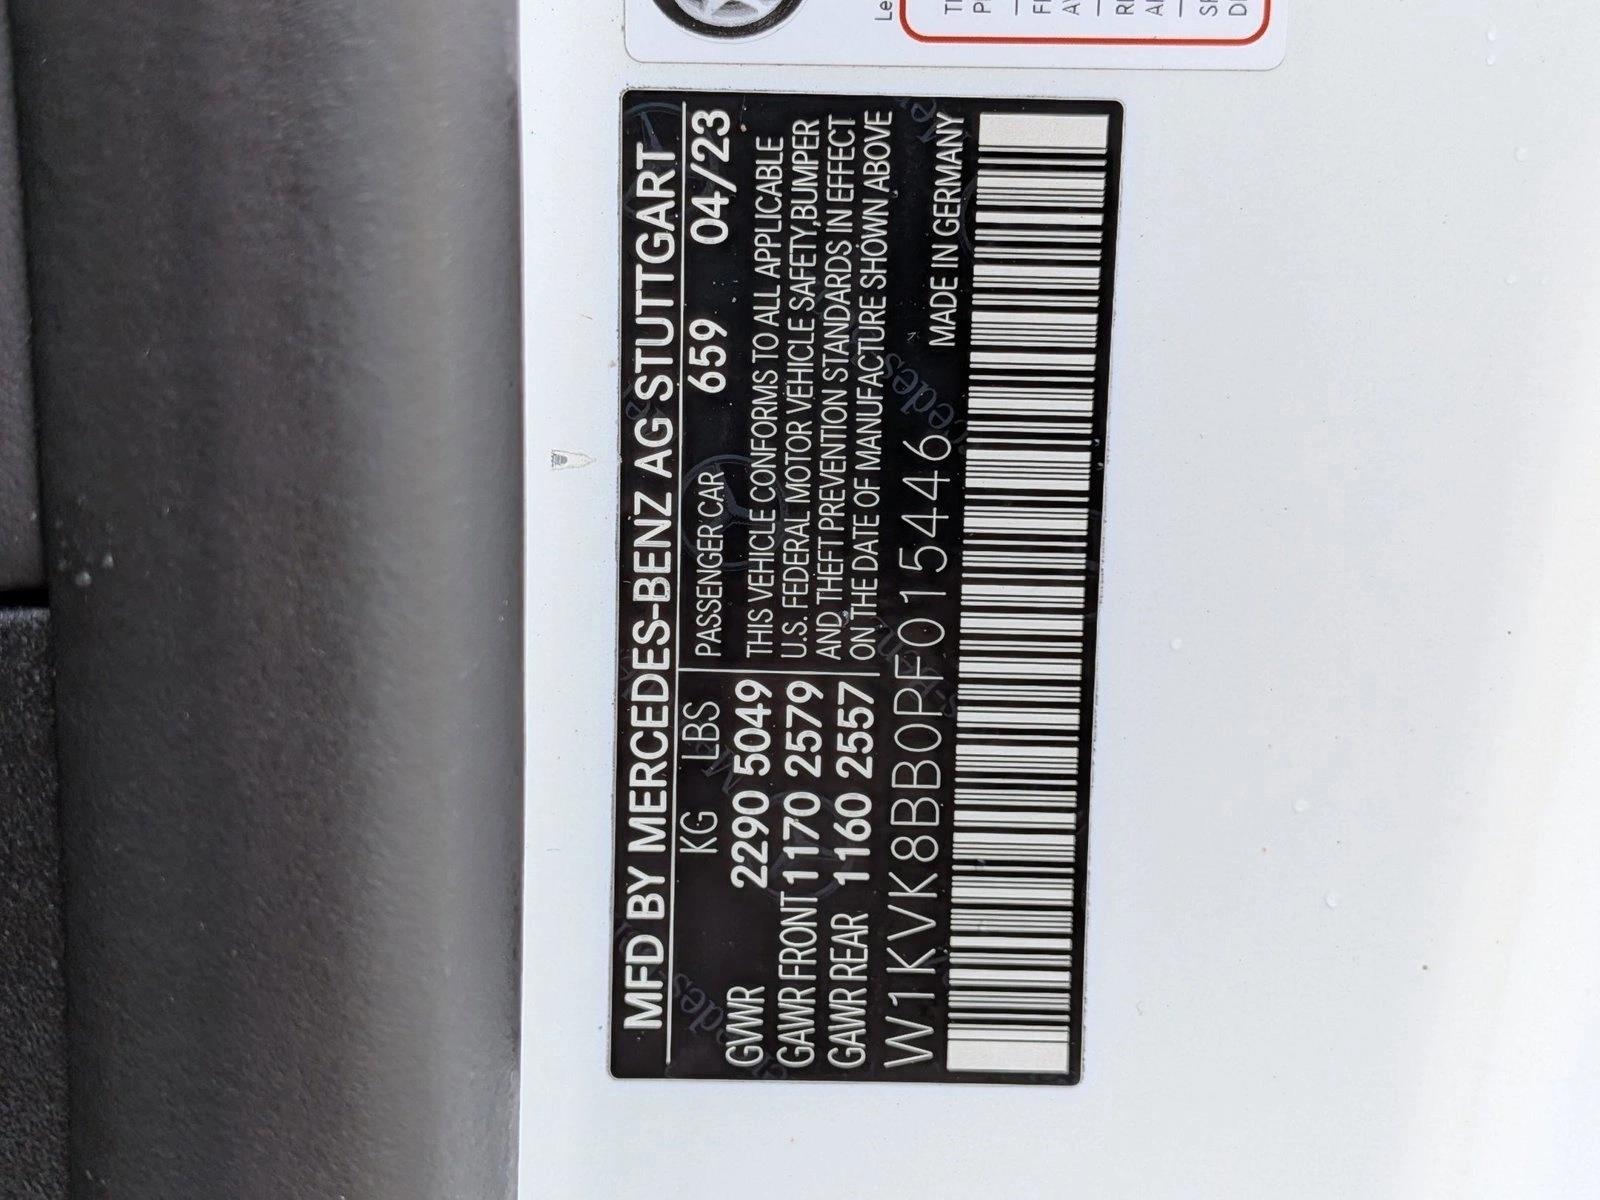 MFD BY MERCEDES-BENZ AG STUTTGART
KG LBS
GVWR 2290 5049
GAWR FRONT 1170 2579
GAWR REAR 1160 2557
PASSENGER CAR 659 04/23
THIS VEHICLE CONFORMS TO ALL APPLICABLE
U.S. FEDERAL MOTOR VEHICLE SAFETY,BUMPER
AND THEFT PREVENTION STANDARDS IN EFFECT
ON THE DATE OF MANUFACTURE SHOWN ABOVE
W1KVK8BB0PF015446
MADE IN GERMANY